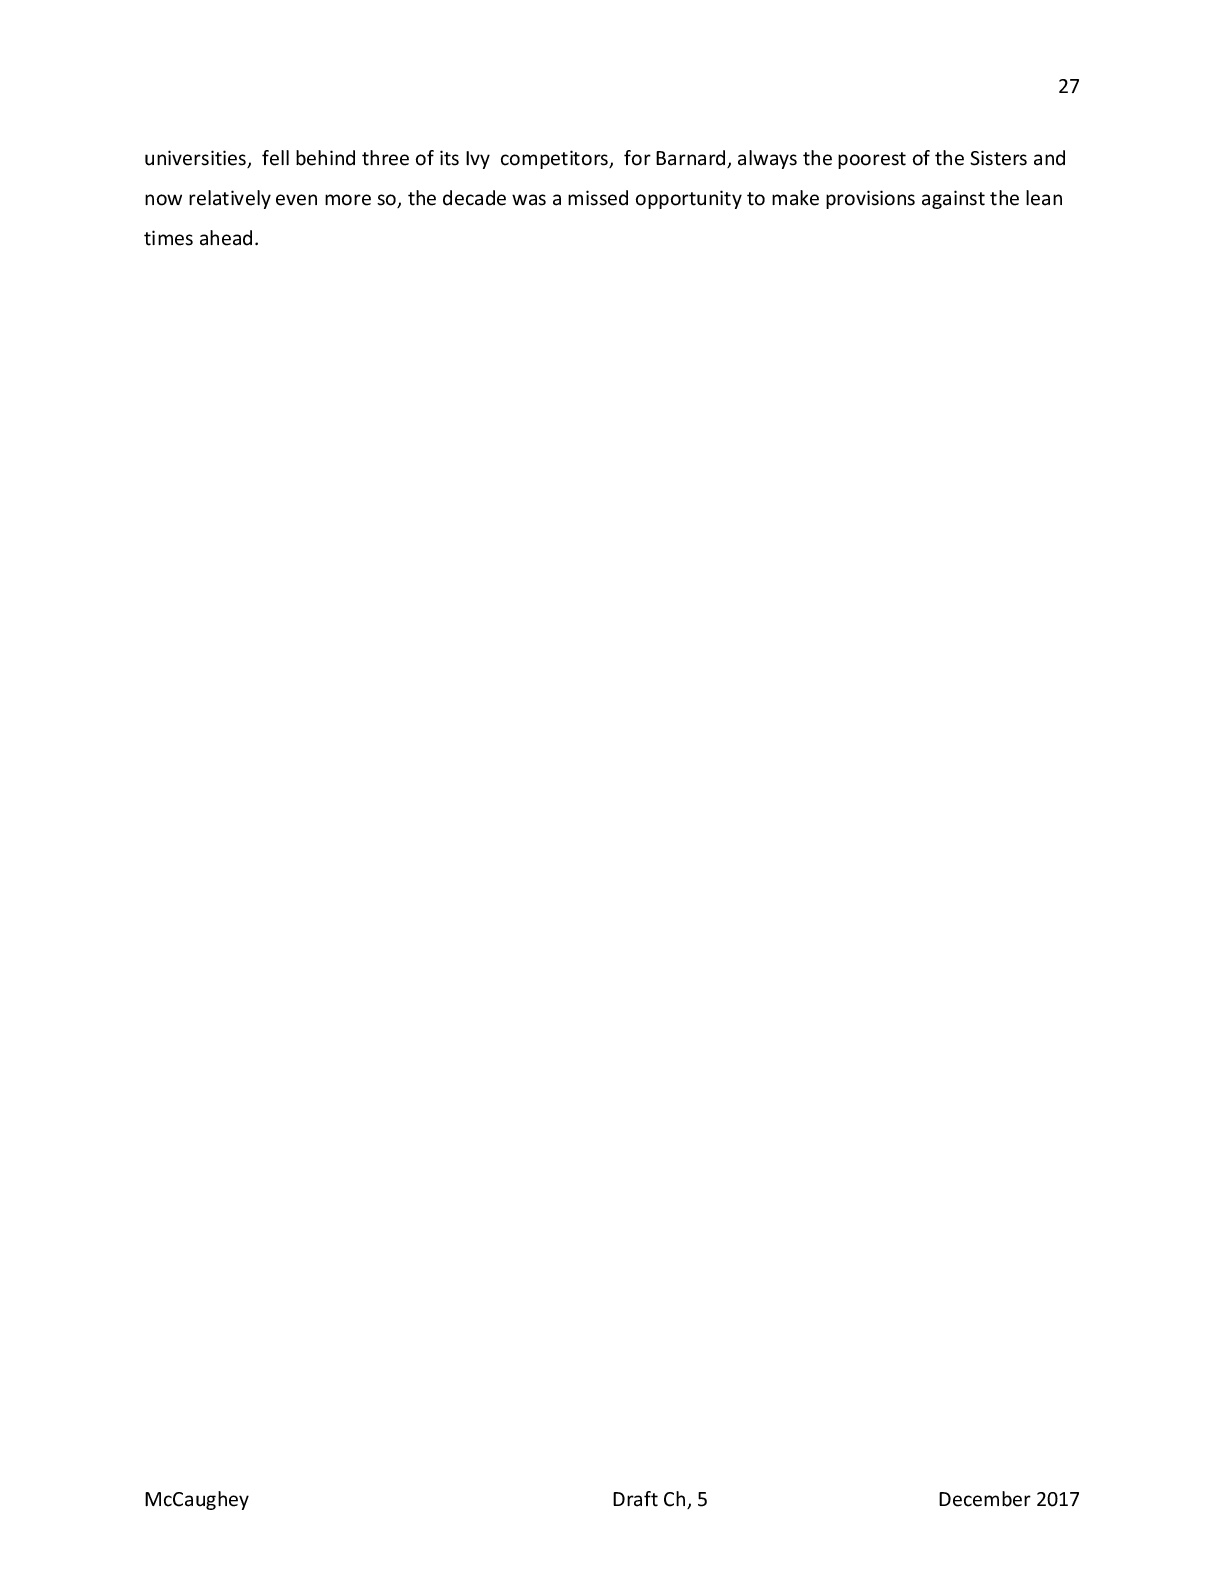 27
universities,  fell behind three of its Ivy  competitors,  for Barnard, always the poorest of the Sisters and
now relatively even more so, the decade was a missed opportunity to make provisions against the lean
times ahead.
McCaughey Draft Ch, 5 December 2017